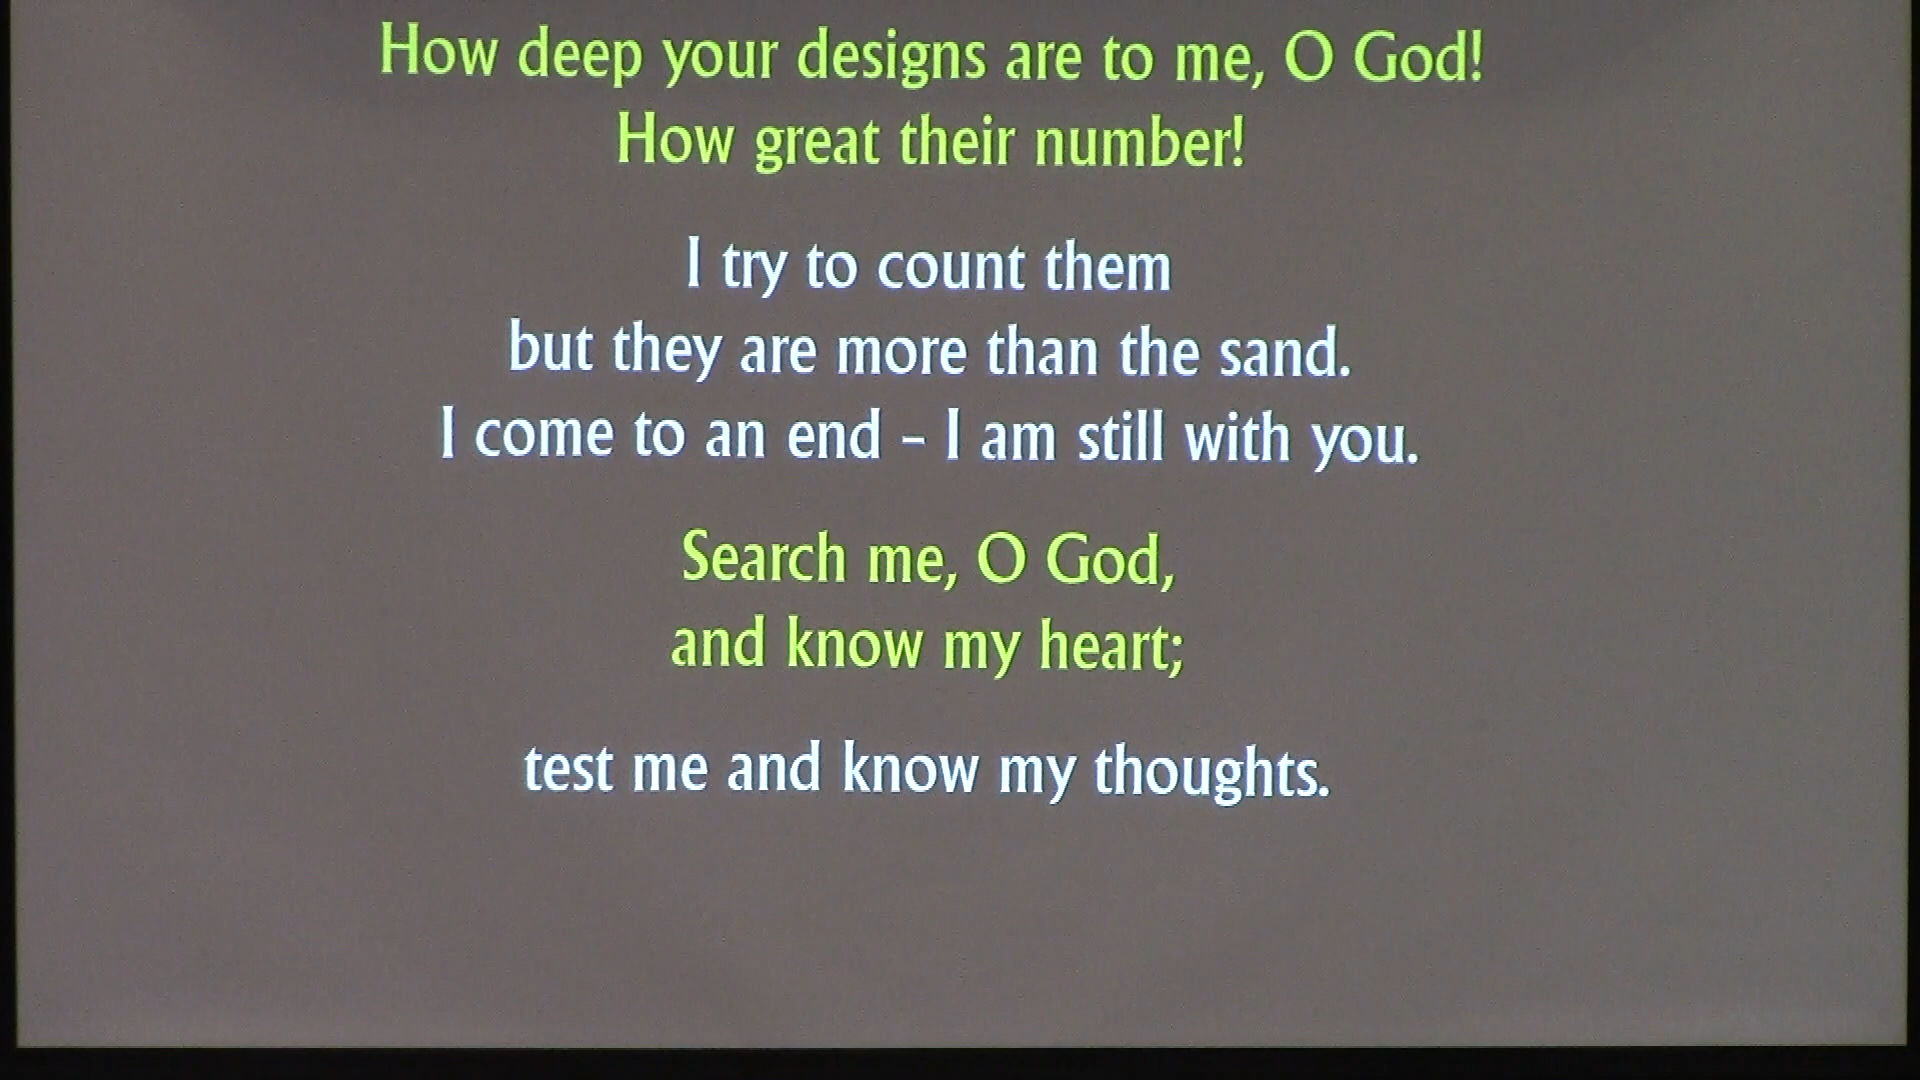 How deep your designs are to me, O God!
How great their number!
I try to count them
but they are more than the sand.
I come to an end – I am still with you.
Search me, O God,
and know my heart;
test me and know my thoughts.